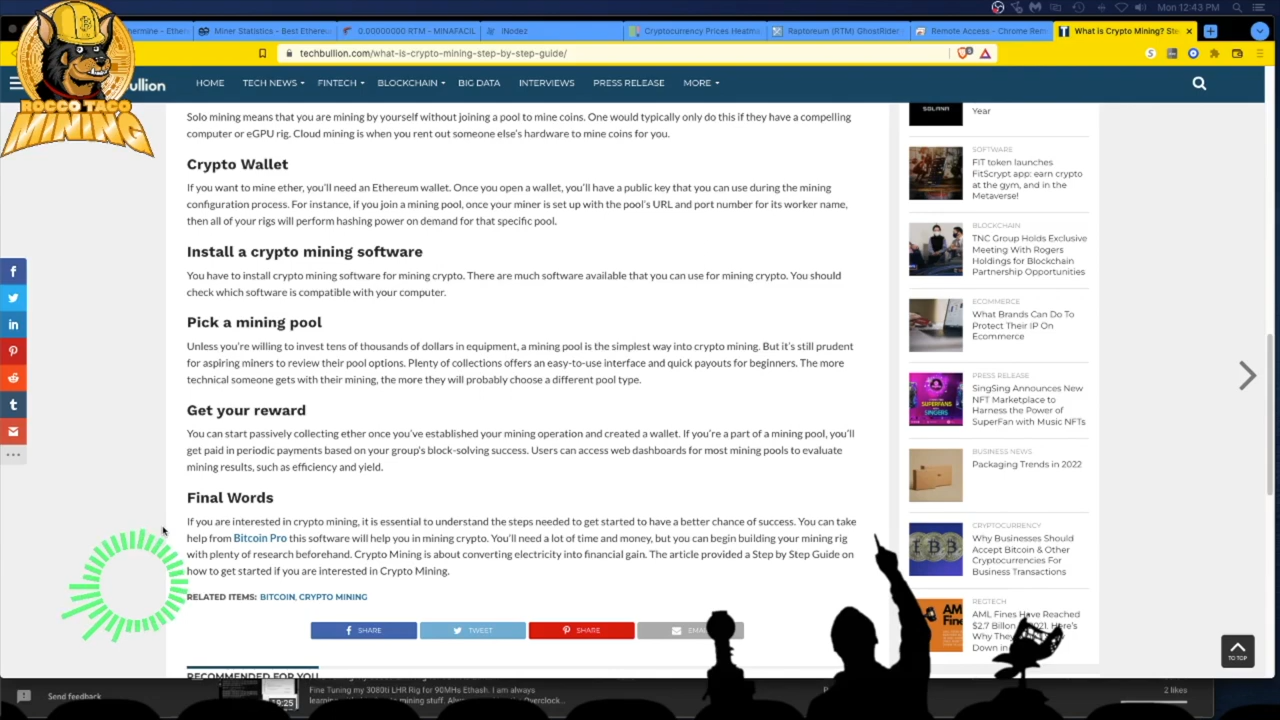 Mon 12:43 PM
Miner Statistics - Best Ethereu
0.00000000 RTM - MINAFACIL
iNodez
Cryptocurrency Prices Heatma
Raptoreum (RTM) GhostRider
Remote Access - Chrome Rem
What is Crypto Mining? Ste
techbullion.com/what-is-crypto-mining-step-by-step-guide/
ROCCO TACO
MINING
bullion
HOME
TECH NEWS
FINTECH
BLOCKCHAIN
BIG DATA
INTERVIEWS
PRESS RELEASE
MORE
Solo mining means that you are mining by yourself without joining a pool to mine coins. One would typically only do this if they have a compelling
computer or eGPU rig. Cloud mining is when you rent out someone else's hardware to mine coins for you.
Crypto Wallet
If you want to mine ether, you'll need an Ethereum wallet. Once you open a wallet, you'll have a public key that you can use during the mining
configuration process. For instance, if you join a mining pool, once your miner is set up with the pool's URL and port number for its worker name,
then all of your rigs will perform hashing power on demand for that specific pool.
Install a crypto mining software
You have to install crypto mining software for mining crypto. There are much software available that you can use for mining crypto. You should
check which software is compatible with your computer.
Pick a mining pool
Unless you're willing to invest tens of thousands of dollars in equipment, a mining pool is the simplest way into crypto mining. But it's still prudent
for aspiring miners to review their pool options. Plenty of collections offers an easy-to-use interface and quick payouts for beginners. The more
technical someone gets with their mining, the more they will probably choose a different pool type.
Get your reward
You can start passively collecting ether once you've established your mining operation and created a wallet. If you're a part of a mining pool, you'll
get paid in periodic payments based on your group's block-solving success. Users can access web dashboards for most mining pools to evaluate
mining results, such as efficiency and yield.
Final Words
If you are interested in crypto mining, it is essential to understand the steps needed to get started to have a better chance of success. You can take
help from Bitcoin Pro this software will help you in mining crypto. You'll need a lot of time and money, but you can begin building your mining rig
with plenty of research beforehand. Crypto Mining is about converting electricity into financial gain. The article provided a Step by Step Guide on
how to get started if you are interested in Crypto Mining.
RELATED ITEMS: BITCOIN, CRYPTO MINING
SHARE
TWEET
SHARE
EMAIL
RECOMMENDED FOR YOU
SOLANA
Year
SOFTWARE
FIT token launches
FitScrypt app: earn crypto
at the gym, and in the
Metaverse!
BLOCKCHAIN
TNC Group Holds Exclusive
Meeting With Rogers
Holdings for Blockchain
Partnership Opportunities
ECOMMERCE
What Brands Can Do To
Protect Their IP On
Ecommerce
PRESS RELEASE
SingSing Announces New
NFT Marketplace to
Harness the Power of
SuperFan with Music NFTs
BUSINESS NEWS
Packaging Trends in 2022
CRYPTOCURRENCY
Why Businesses Should
Accept Bitcoin & Other
Cryptocurrencies For
Business Transactions
REGTECH
AML Fines Have Reached
$2.7 Billion
2021. Here's
Why They
Down in
TO TOP
Send feedback
19:25
Fine Tuning my 3080ti LHR Rig for 90MHs Ethash. I am always
2 likes